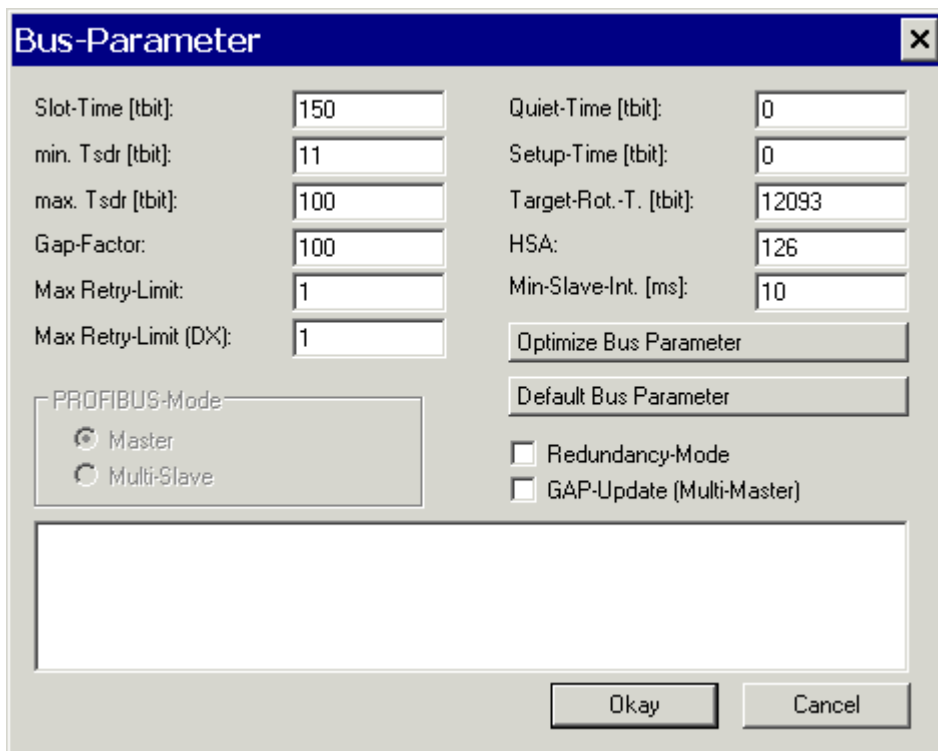 Bus-Parameter
Slot-Time [tbit]: 150
min. Tsdr [tbit]: 11
max. Tsdr [tbit]: 100
Gap-Factor: 100
Max Retry-Limit: 1
Max Retry-Limit (DX): 1
Quiet-Time [tbit]: 0
Setup-Time [tbit]: 0
Target-Rot.-T. [tbit]: 12093
HSA: 126
Min-Slave-Int. [ms]: 10
Optimize Bus Parameter
Default Bus Parameter
PROFIBUS-Mode
Master
Multi-Slave
Redundancy-Mode
GAP-Update (Multi-Master)
Okay
Cancel